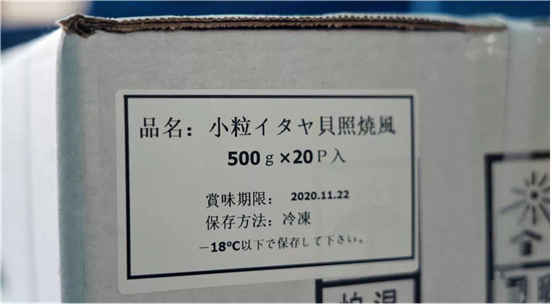 品名：小粒イタヤ貝照焼風
500ｇ×20Ｐ入
賞味期限： 2020.11.22
保存方法：冷凍
－18℃以下で保存して下さい。